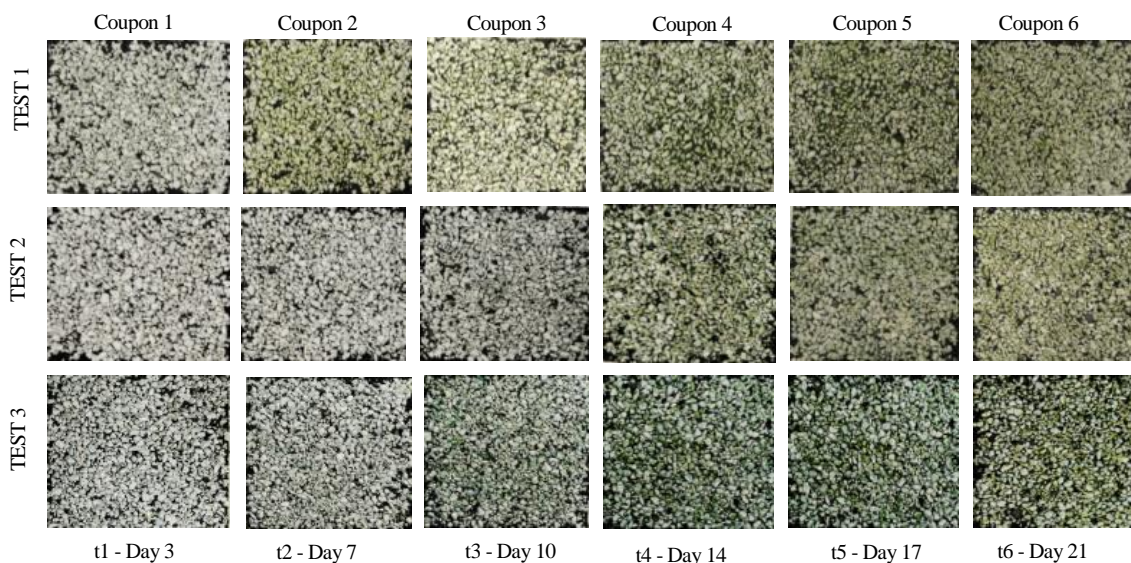 Coupon 1 Coupon 2 Coupon 3 Coupon 4 Coupon 5 Coupon 6
TEST 1
TEST 2
TEST 3
t1 - Day 3 t2 - Day 7 t3 - Day 10 t4 - Day 14 t5 - Day 17 t6 - Day 21